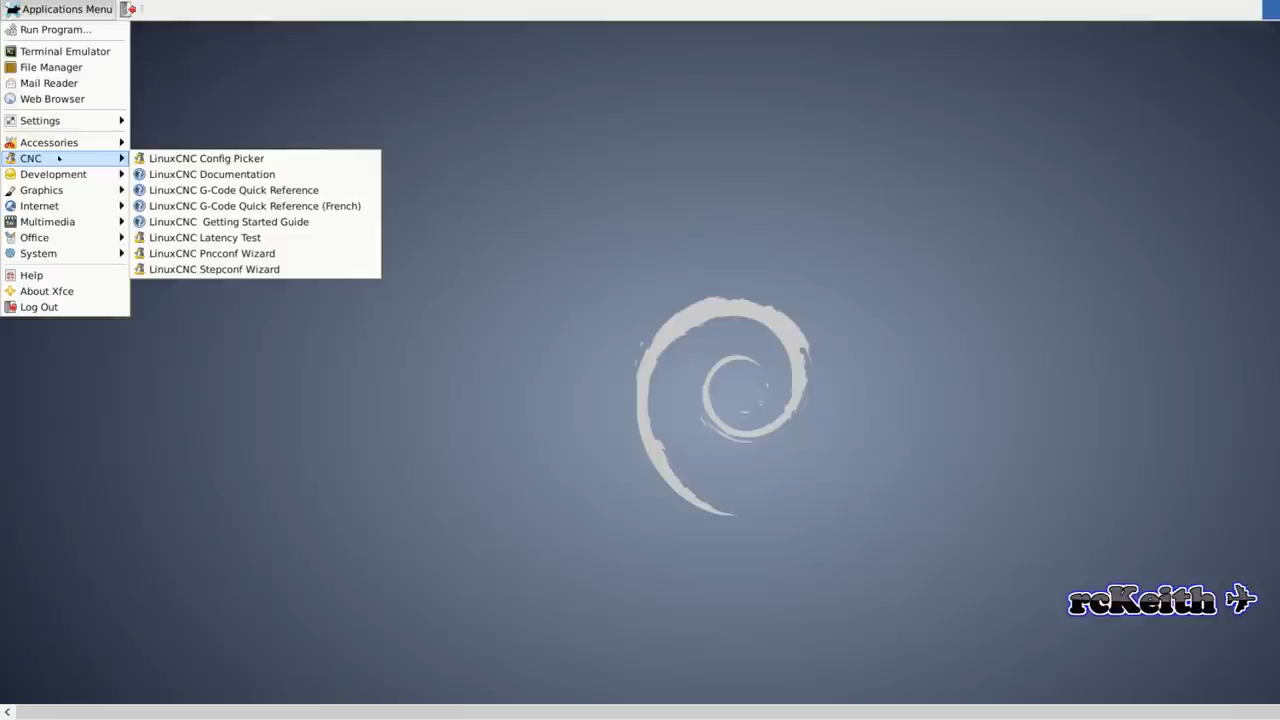 Applications Menu
Run Program...
Terminal Emulator
File Manager
Mail Reader
Web Browser
Settings
Accessories
CNC
Development
Graphics
Internet
Multimedia
Office
System
Help
About Xfce
Log Out
LinuxCNC Config Picker
LinuxCNC Documentation
LinuxCNC G-Code Quick Reference
LinuxCNC G-Code Quick Reference (French)
LinuxCNC  Getting Started Guide
LinuxCNC Latency Test
LinuxCNC Pncconf Wizard
LinuxCNC Stepconf Wizard
rcKeith